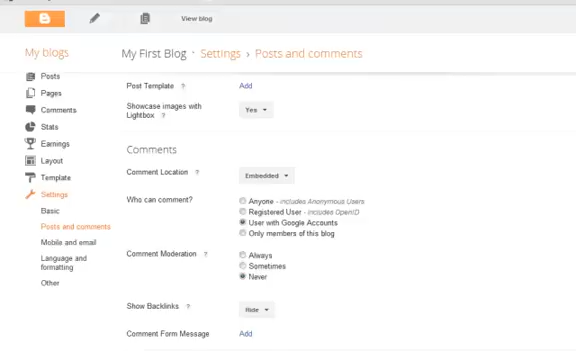 View blog
My blogs
My First Blog · Settings › Posts and comments
Posts
Pages
Comments
Stats
Earnings
Layout
Template
Settings
Basic
Posts and comments
Mobile and email
Language and
formatting
Other
Post Template ? Add
Showcase images with
Lightbox ? Yes
Comments
Comment Location ? Embedded
Who can comment?
Anyone - includes Anonymous Users
Registered User - includes OpenID
User with Google Accounts
Only members of this blog
Comment Moderation ?
Always
Sometimes
Never
Show Backlinks ? Hide
Comment Form Message Add